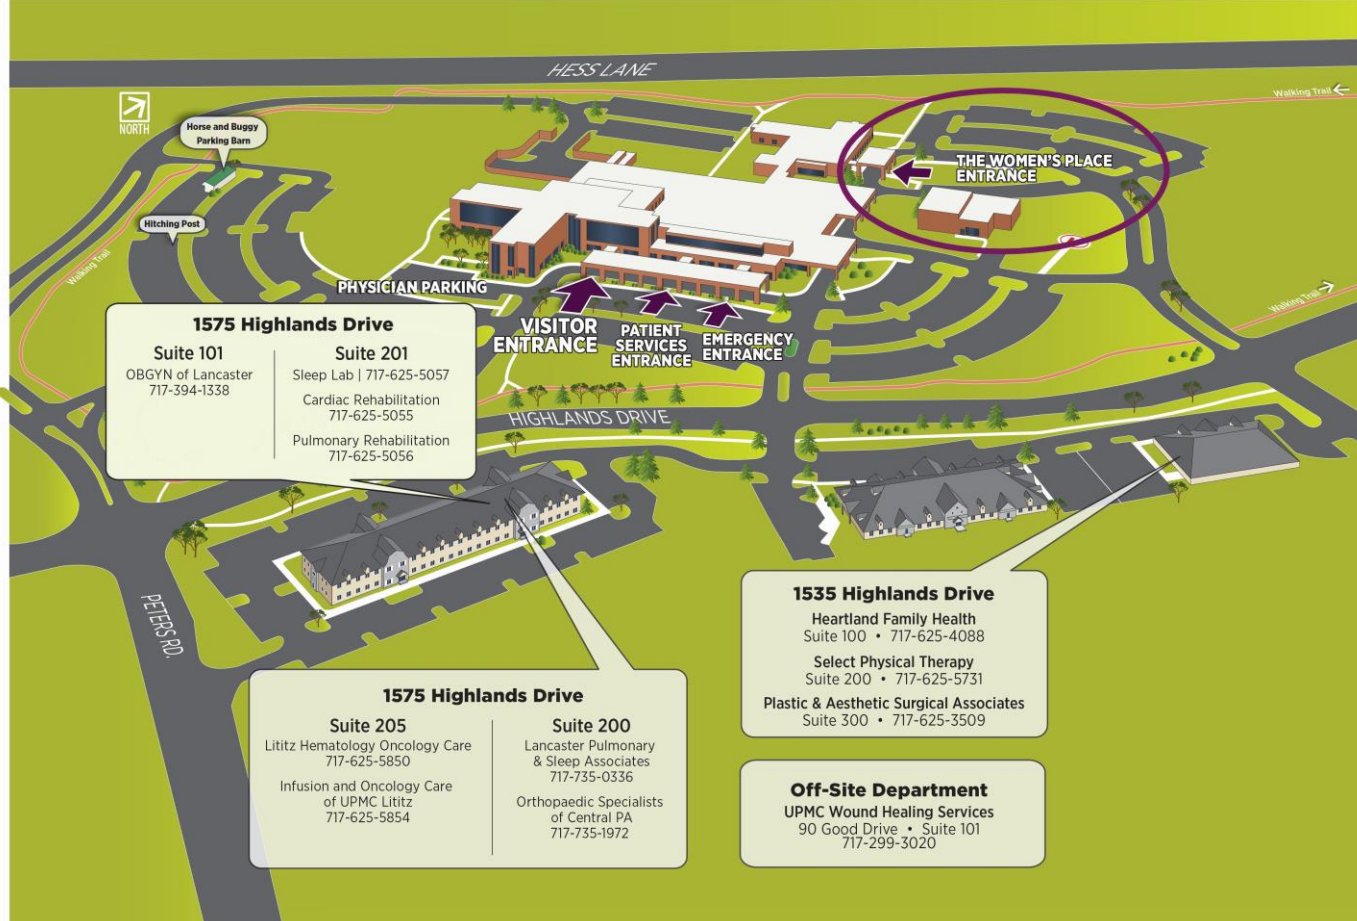 HESS LANE
Walking Trail
NORTH
Horse and Buggy
Parking Barn
THE WOMEN'S PLACE
ENTRANCE
Hitching Post
Walking Trail
PHYSICIAN PARKING
Walking Trail
VISITOR
ENTRANCE
PATIENT
SERVICES
ENTRANCE
EMERGENCY
ENTRANCE
HIGHLANDS DRIVE
1575 Highlands Drive
Suite 101
OBGYN of Lancaster
717-394-1338
Suite 201
Sleep Lab | 717-625-5057
Cardiac Rehabilitation
717-625-5055
Pulmonary Rehabilitation
717-625-5056
PETERS RD.
1575 Highlands Drive
Suite 205
Lititz Hematology Oncology Care
717-625-5850
Infusion and Oncology Care
of UPMC Lititz
717-625-5854
Suite 200
Lancaster Pulmonary
& Sleep Associates
717-735-0336
Orthopaedic Specialists
of Central PA
717-735-1972
1535 Highlands Drive
Heartland Family Health
Suite 100 • 717-625-4088
Select Physical Therapy
Suite 200 • 717-625-5731
Plastic & Aesthetic Surgical Associates
Suite 300 • 717-625-3509
Off-Site Department
UPMC Wound Healing Services
90 Good Drive • Suite 101
717-299-3020